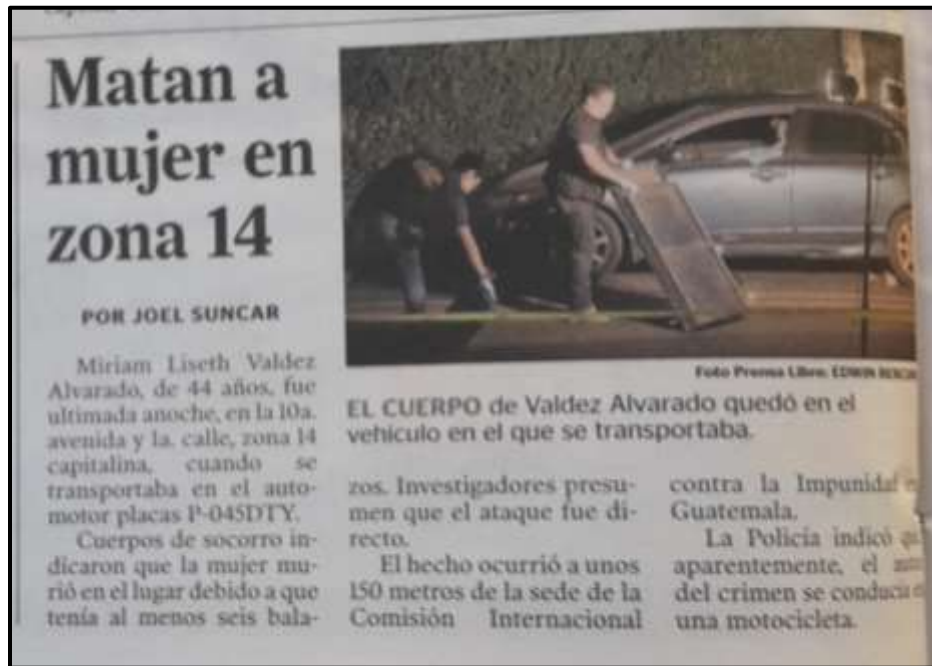 Matan a
mujer en
zona 14
POR JOEL SUNCAR
Miriam Liseth Valdez
Alvarado, de 44 años, fue
ultimada anoche, en la 10a.
avenida y la. calle, zona 14
capitalina, cuando se
transportaba en el auto-
motor placas P-045DTY.
Cuerpos de socorro in-
dicaron que la mujer mu-
rió en el lugar debido a que
tenía al menos seis bala-
Foto Prensa Libre: EDWIN
EL CUERPO de Valdez Alvarado quedó en el
vehículo en el que se transportaba.
zos. Investigadores presu-
men que el ataque fue di-
recto.
El hecho ocurrió a unos
150 metros de la sede de la
Comisión Internacional
contra la Impunidad
Guatemala.
La Policia indicó
aparentemente, el
del crimen se conducía
una motocicleta.